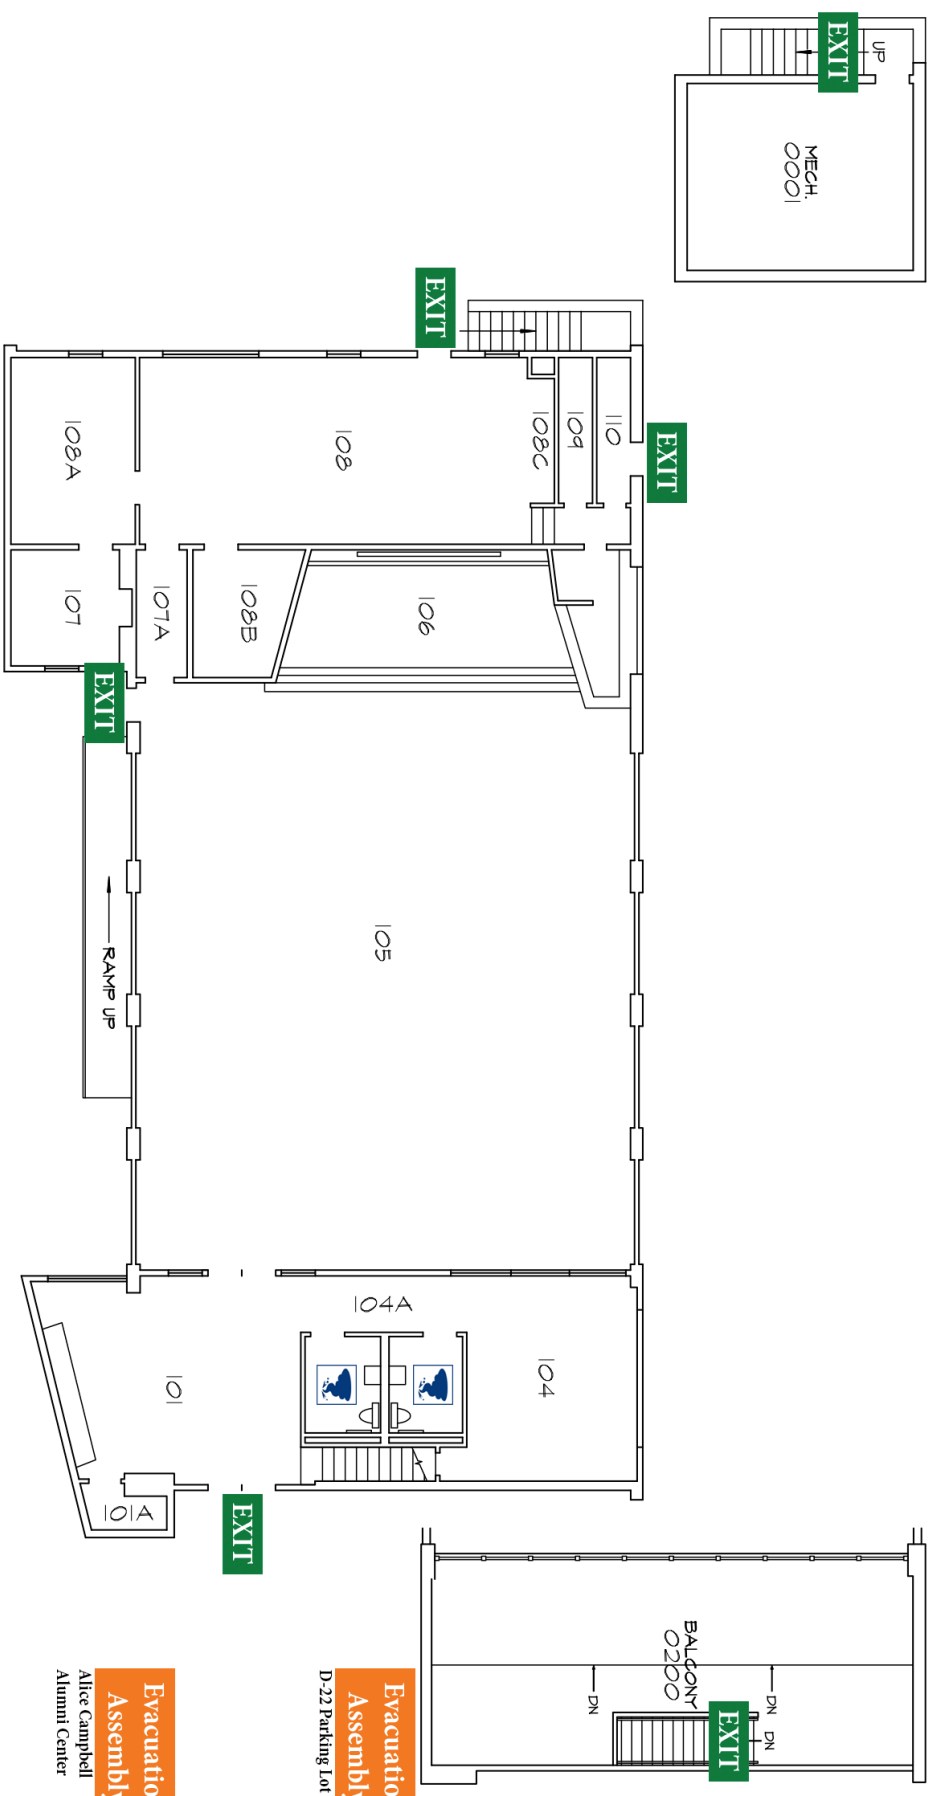 EXIT
UP
MECH.
0001
EXIT
EXIT
110
109
108C
108
108A
107
107A
108B
106
EXIT
105
RAMP UP
104A
104
101
101A
EXIT
BALCONY
0200
DN
DN
DN
EXIT
Evacuatio
Assembly
D-22 Parking Lot
Evacuatio
Assembly
Alice Campbell
Alumni Center